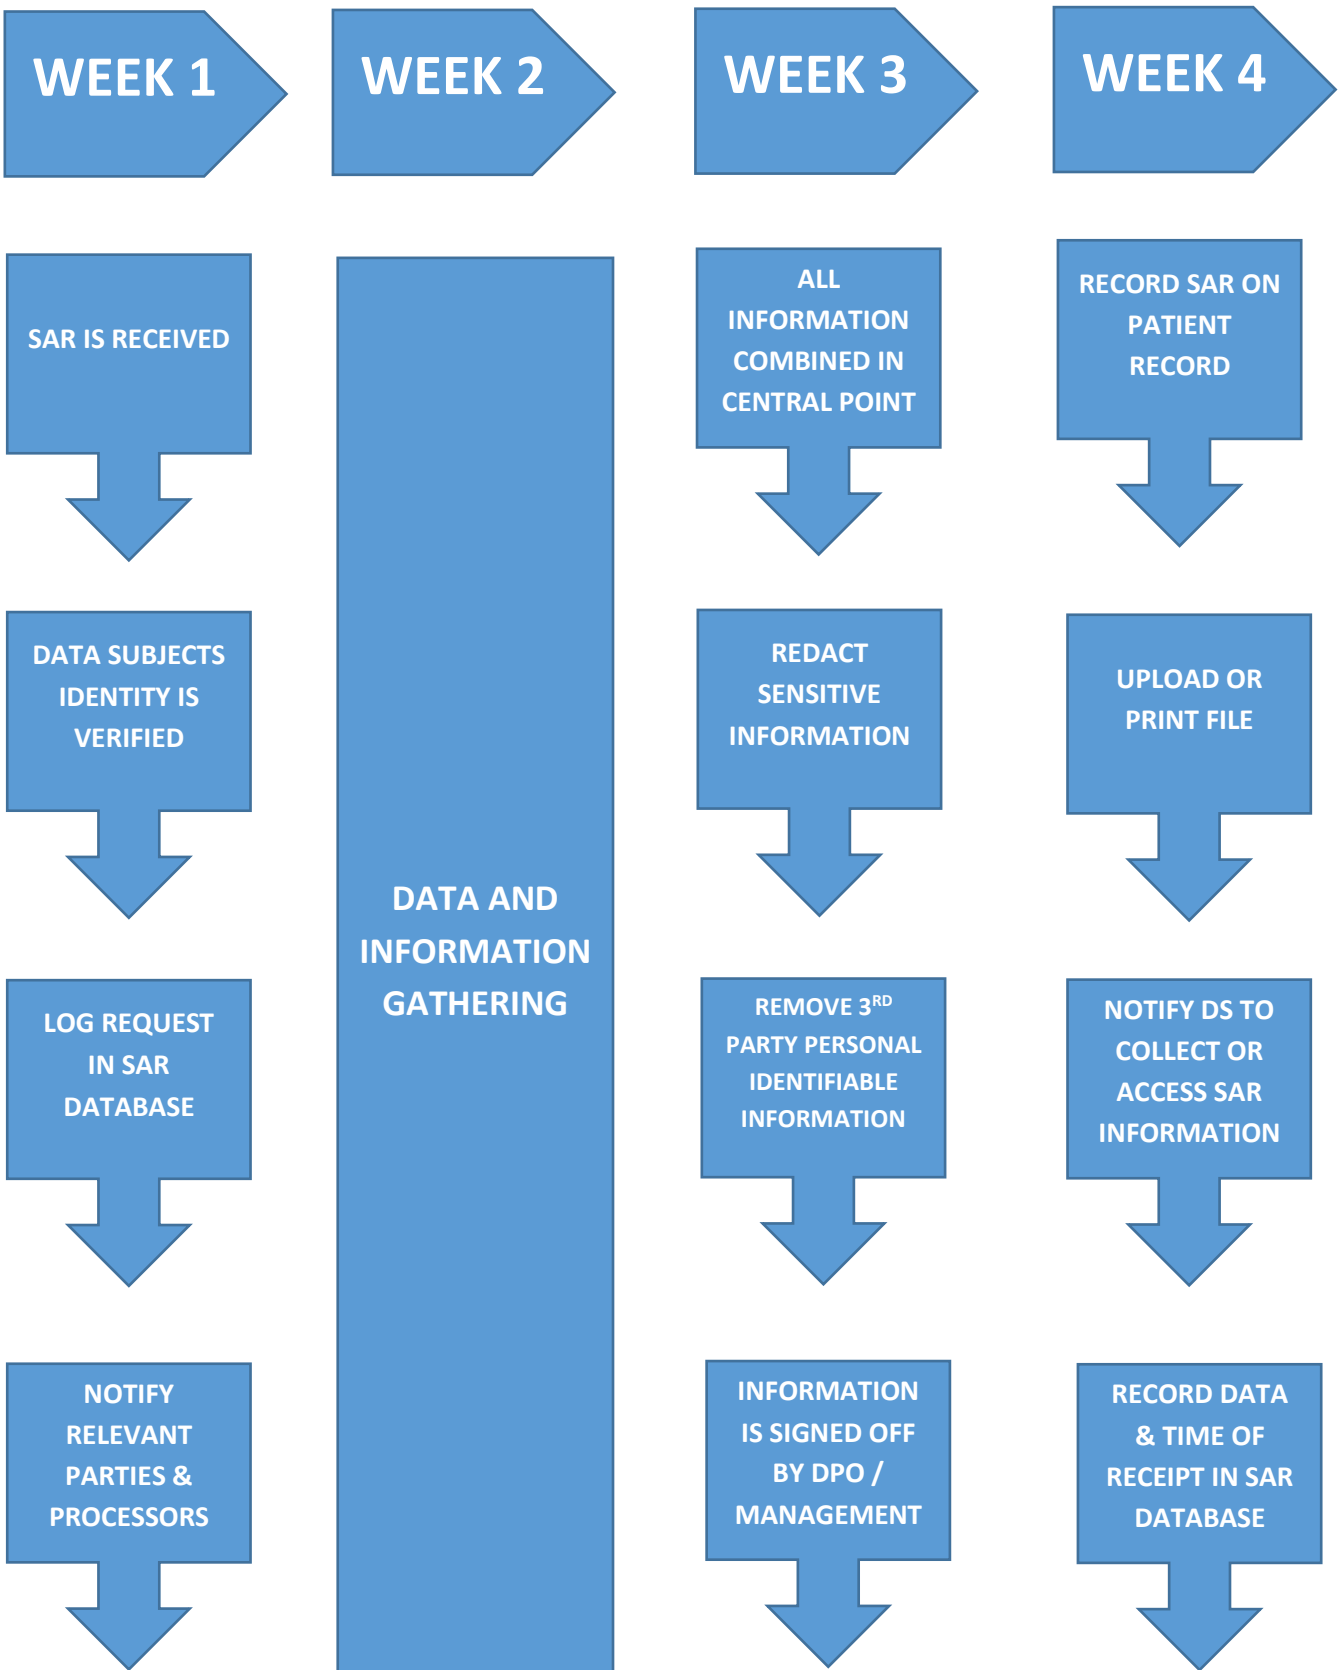 WEEK 1
WEEK 2
WEEK 3
WEEK 4
SAR IS RECEIVED
DATA SUBJECTS
IDENTITY IS
VERIFIED
LOG REQUEST
IN SAR
DATABASE
NOTIFY
RELEVANT
PARTIES &
PROCESSORS
DATA AND
INFORMATION
GATHERING
ALL
INFORMATION
COMBINED IN
CENTRAL POINT
REDACT
SENSITIVE
INFORMATION
REMOVE 3RD
PARTY PERSONAL
IDENTIFIABLE
INFORMATION
INFORMATION
IS SIGNED OFF
BY DPO /
MANAGEMENT
RECORD SAR ON
PATIENT
RECORD
UPLOAD OR
PRINT FILE
NOTIFY DS TO
COLLECT OR
ACCESS SAR
INFORMATION
RECORD DATA
& TIME OF
RECEIPT IN SAR
DATABASE